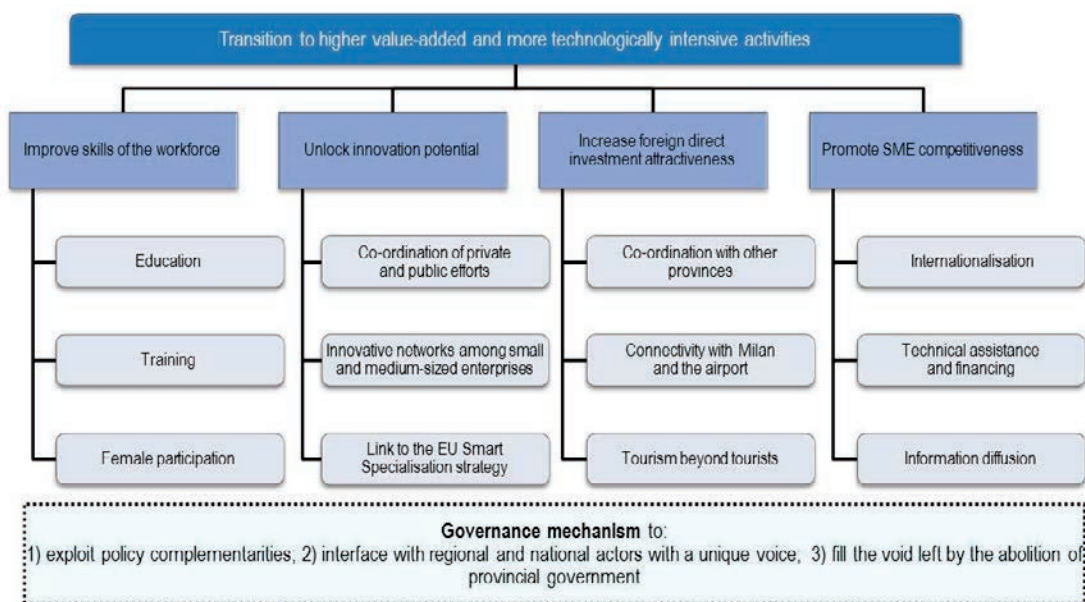 Transition to higher value-added and more technologically intensive activities
Improve skills of the workforce
Unlock innovation potential
Increase foreign direct
investment attractiveness
Promote SME competitiveness
Education
Co-ordination of private
and public efforts
Co-ordination with other
provinces
Internationalisation
Training
Innovative networks among small
and medium-sized enterprises
Connectivity with Milan
and the airport
Technical assistance
and financing
Female participation
Link to the EU Smart
Specialisation strategy
Tourism beyond tourists
Information diffusion
Governance mechanism to:
1) exploit policy complementarities, 2) interface with regional and national actors with a unique voice, 3) fill the void left by the abolition of
provincial government